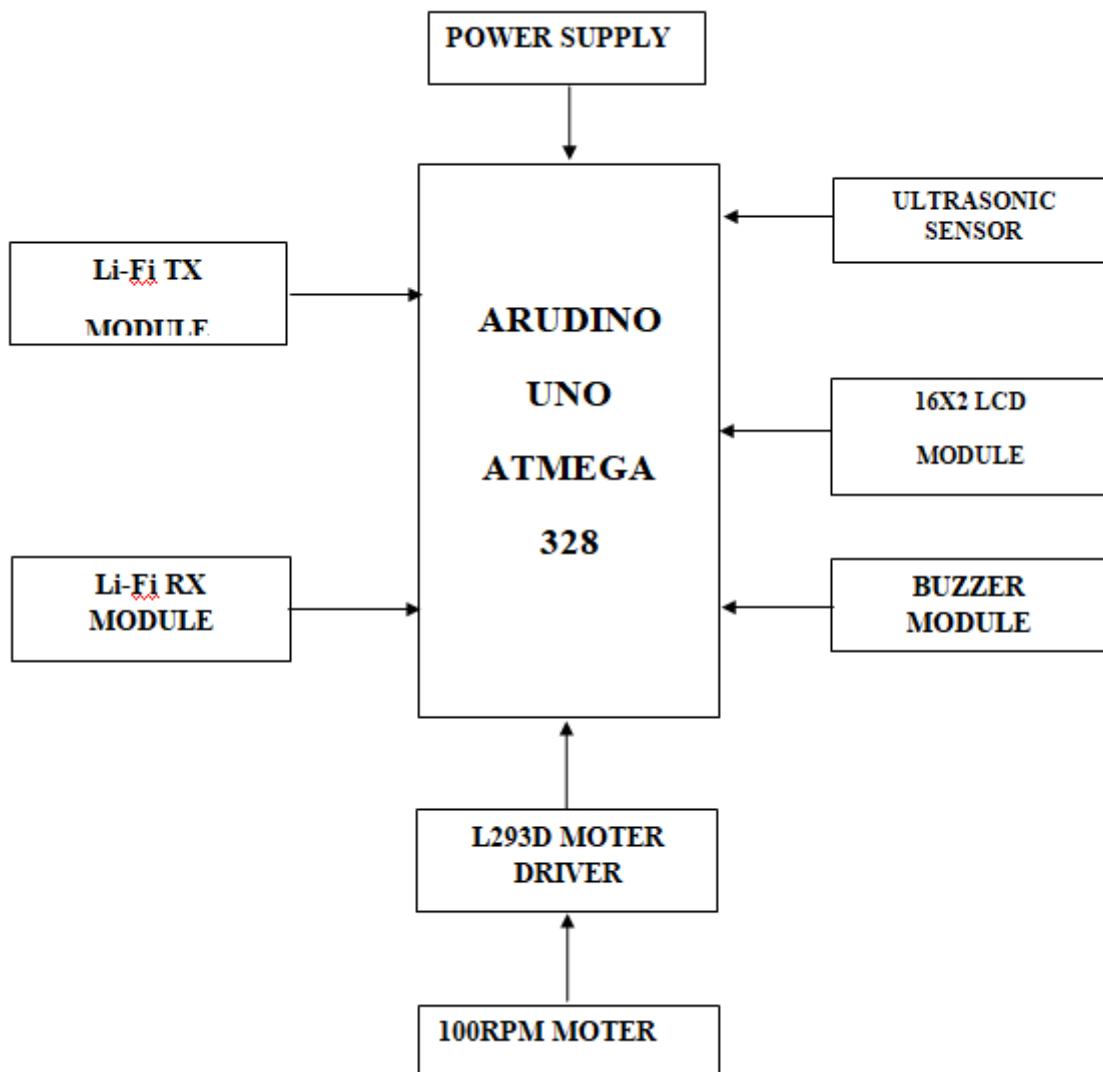 POWER SUPPLY
ULTRASONIC
SENSOR
Li-Fi TX
MODULE
ARUDINO
UNO
ATMEGA
328
16X2 LCD
MODULE
Li-Fi RX
MODULE
BUZZER
MODULE
L293D MOTER
DRIVER
100RPM MOTER